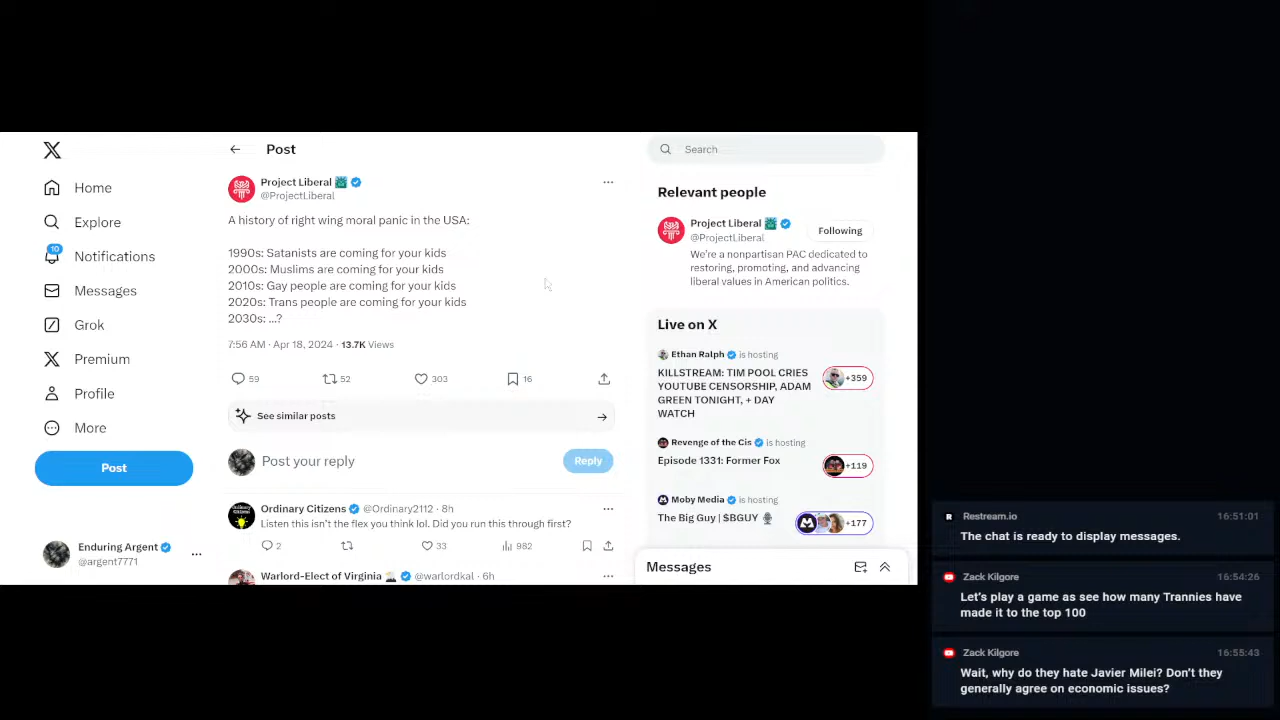 Post
Search
Home
Explore
10
Notifications
Messages
Grok
Premium
Profile
More
Post
Enduring Argent
@argent7771
Project Liberal
@ProjectLiberal
A history of right wing moral panic in the USA:
1990s: Satanists are coming for your kids
2000s: Muslims are coming for your kids
2010s: Gay people are coming for your kids
2020s: Trans people are coming for your kids
2030s: ...?
7:56 AM · Apr 18, 2024 · 13.7K Views
59 52 303 16
See similar posts
Post your reply
Reply
Ordinary Citizens @Ordinary2112 · 8h
Listen this isn't the flex you think lol. Did you run this through first?
2 33 982
Warlord-Elect of Virginia @warlordkal · 6h
Relevant people
Project Liberal
@ProjectLiberal
Following
We're a nonpartisan PAC dedicated to
restoring, promoting, and advancing
liberal values in American politics.
Live on X
Ethan Ralph is hosting
KILLSTREAM: TIM POOL CRIES
YOUTUBE CENSORSHIP, ADAM
GREEN TONIGHT, + DAY
WATCH
+359
Revenge of the Cis is hosting
Episode 1331: Former Fox
+119
Moby Media is hosting
The Big Guy | $BGUY
+177
Messages
Restream.io 16:51:01
The chat is ready to display messages.
Zack Kilgore 16:54:26
Let's play a game as see how many Trannies have
made it to the top 100
Zack Kilgore 16:55:43
Wait, why do they hate Javier Milei? Don't they
generally agree on economic issues?